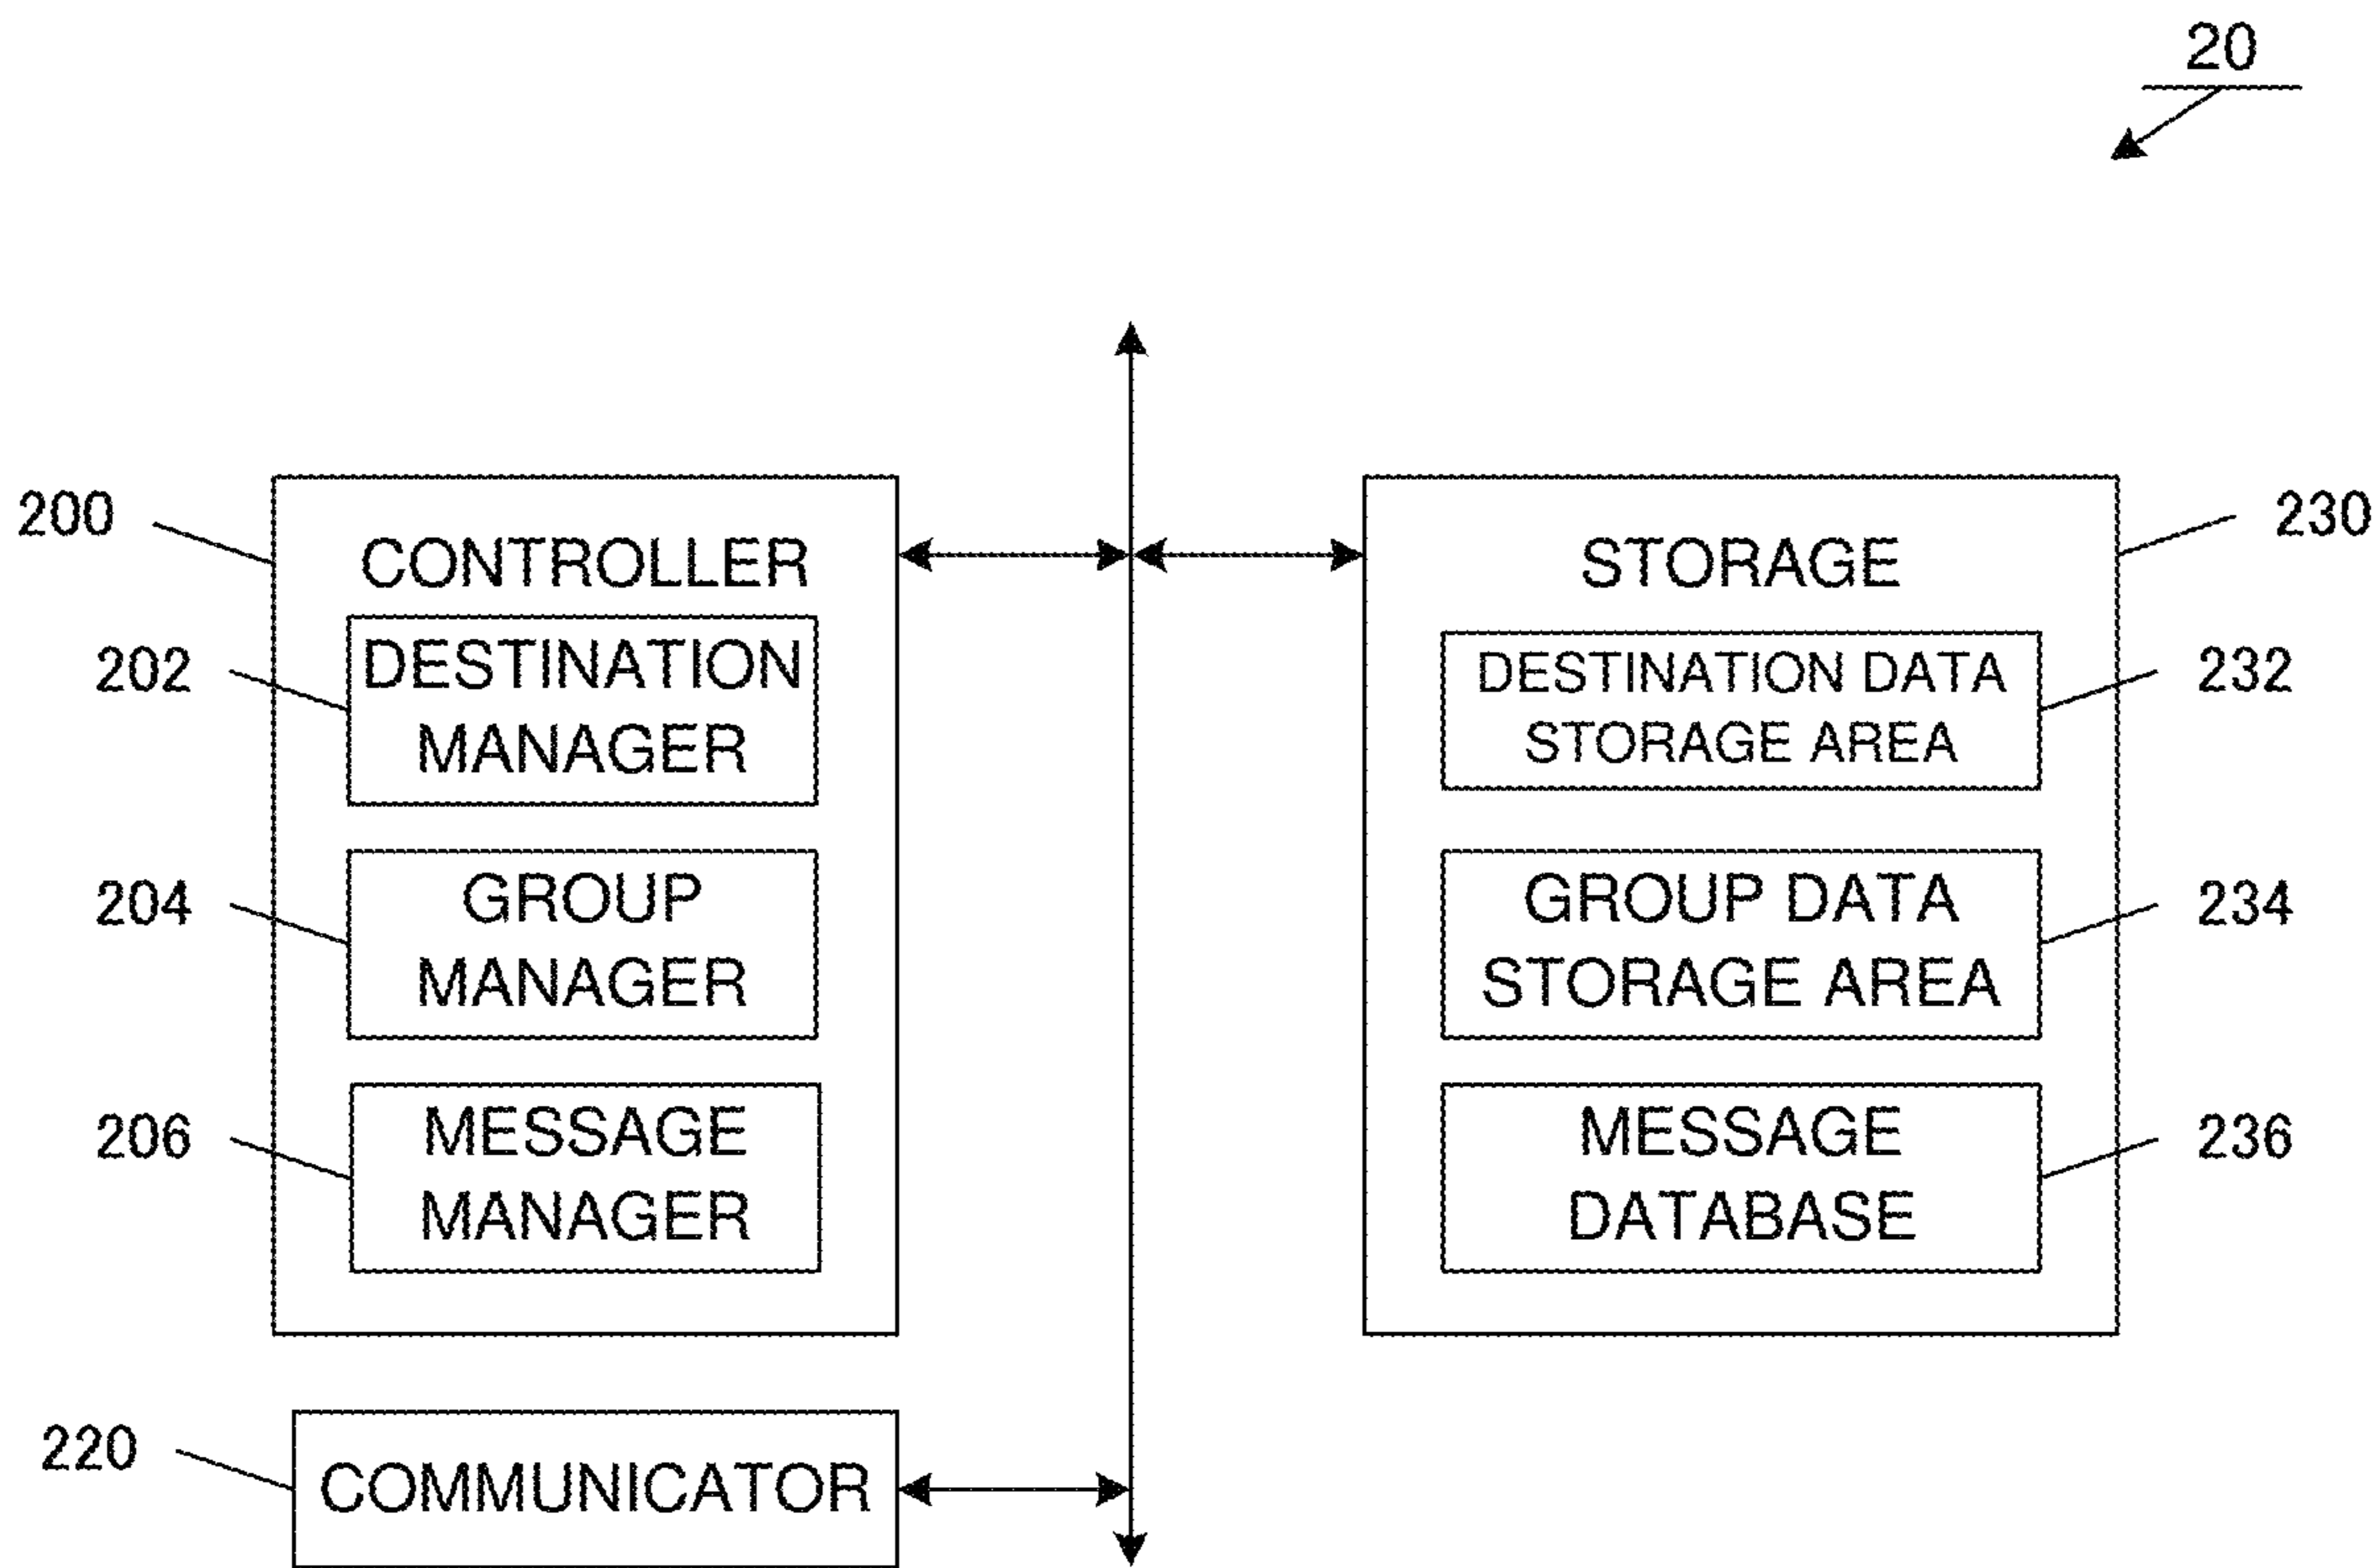 20
200
CONTROLLER
202
DESTINATION
MANAGER
204
GROUP
MANAGER
206
MESSAGE
MANAGER
220
COMMUNICATOR
230
STORAGE
232
DESTINATION DATA
STORAGE AREA
234
GROUP DATA
STORAGE AREA
236
MESSAGE
DATABASE